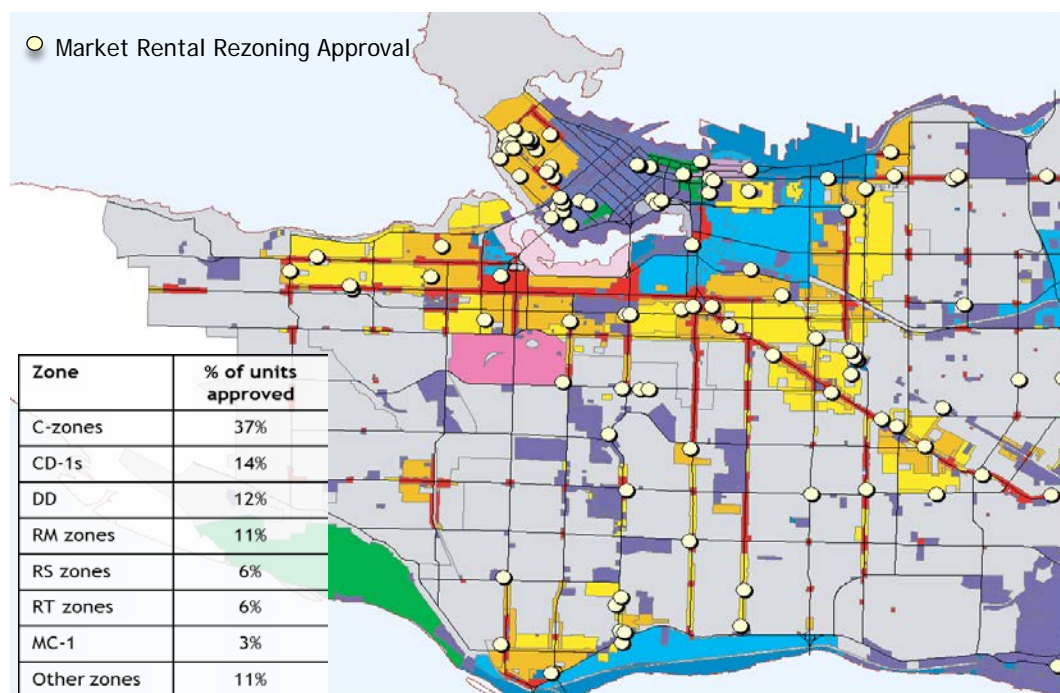 Market Rental Rezoning Approval
Zone % of units approved
C-zones 37%
CD-1s 14%
DD 12%
RM zones 11%
RS zones 6%
RT zones 6%
MC-1 3%
Other zones 11%